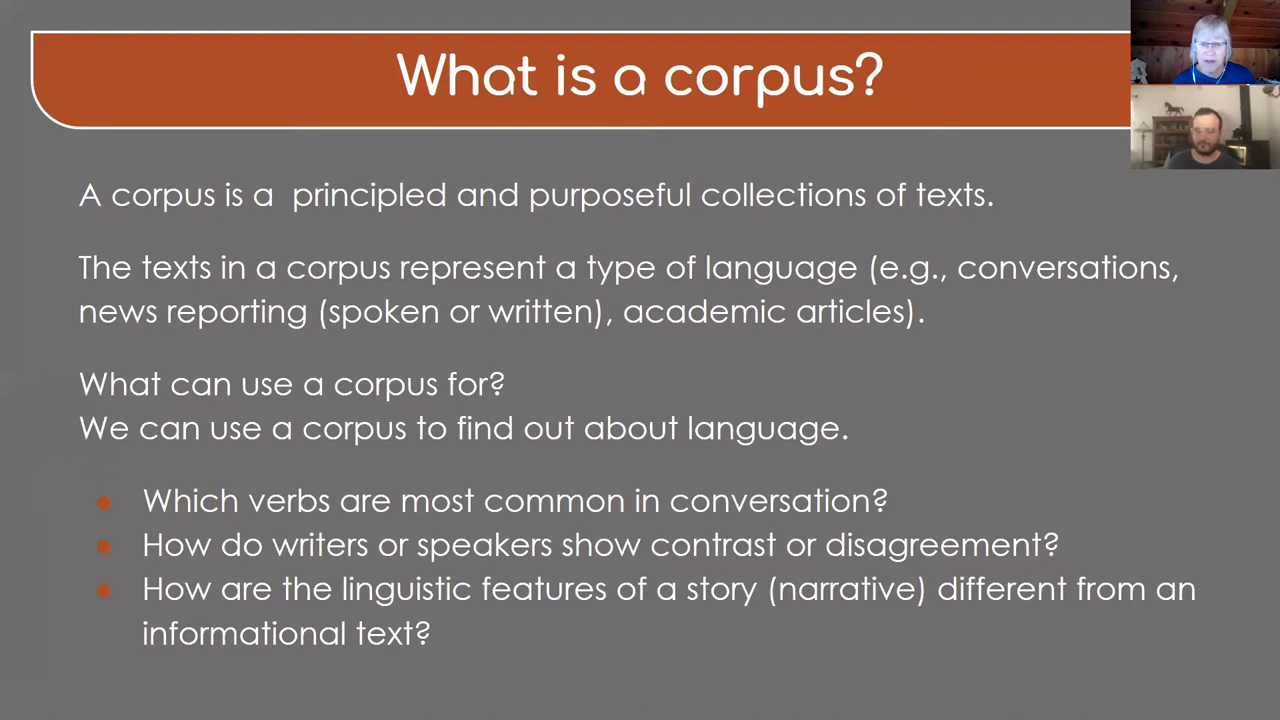 What is a corpus?
A corpus is a  principled and purposeful collections of texts.
The texts in a corpus represent a type of language (e.g., conversations,
news reporting (spoken or written), academic articles).
What can use a corpus for?
We can use a corpus to find out about language.
● Which verbs are most common in conversation?
● How do writers or speakers show contrast or disagreement?
● How are the linguistic features of a story (narrative) different from an
informational text?